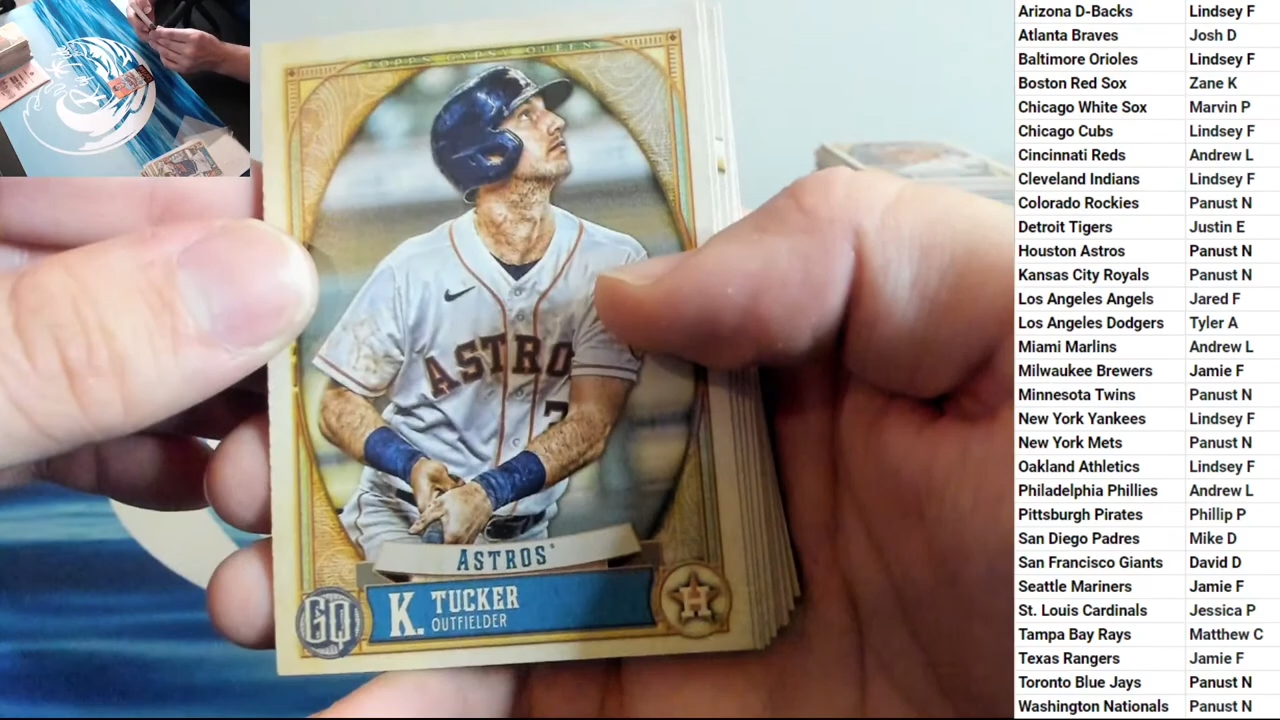 TOPPS GYPSY QUEEN
ASTRO
7
ASTROS
K. TUCKER
OUTFIELDER
GQ
H
Arizona D-Backs Lindsey F
Atlanta Braves Josh D
Baltimore Orioles Lindsey F
Boston Red Sox Zane K
Chicago White Sox Marvin P
Chicago Cubs Lindsey F
Cincinnati Reds Andrew L
Cleveland Indians Lindsey F
Colorado Rockies Panust N
Detroit Tigers Justin E
Houston Astros Panust N
Kansas City Royals Panust N
Los Angeles Angels Jared F
Los Angeles Dodgers Tyler A
Miami Marlins Andrew L
Milwaukee Brewers Jamie F
Minnesota Twins Panust N
New York Yankees Lindsey F
New York Mets Panust N
Oakland Athletics Lindsey F
Philadelphia Phillies Andrew L
Pittsburgh Pirates Phillip P
San Diego Padres Mike D
San Francisco Giants David D
Seattle Mariners Jamie F
St. Louis Cardinals Jessica P
Tampa Bay Rays Matthew C
Texas Rangers Jamie F
Toronto Blue Jays Panust N
Washington Nationals Panust N